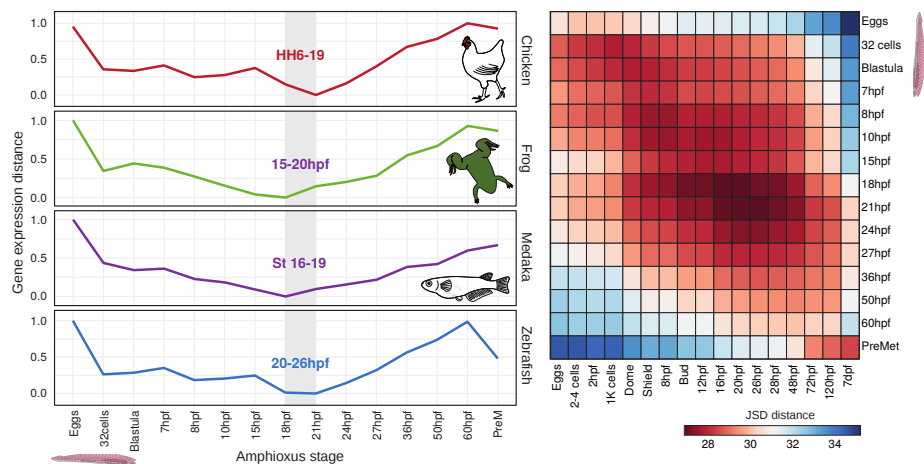 Gene expression distance
1.0
0.5
0.0
HH6-19
Chicken
1.0
0.5
0.0
15-20hpf
Frog
1.0
0.5
0.0
St 16-19
Medaka
1.0
0.5
0.0
20-26hpf
Zebrafish
Eggs
32cells
Blastula
7hpf
8hpf
10hpf
15hpf
18hpf
21hpf
24hpf
27hpf
36hpf
50hpf
60hpf
PreM
Amphioxus stage
Eggs
32 cells
Blastula
7hpf
8hpf
10hpf
15hpf
18hpf
21hpf
24hpf
27hpf
36hpf
50hpf
60hpf
PreMet
Eggs
2-4 cells
2hpf
1K cells
Dome
Shield
8hpf
Bud
12hpf
16hpf
20hpf
26hpf
28hpf
48hpf
72hpf
120hpf
7dpf
JSD distance
28 30 32 34